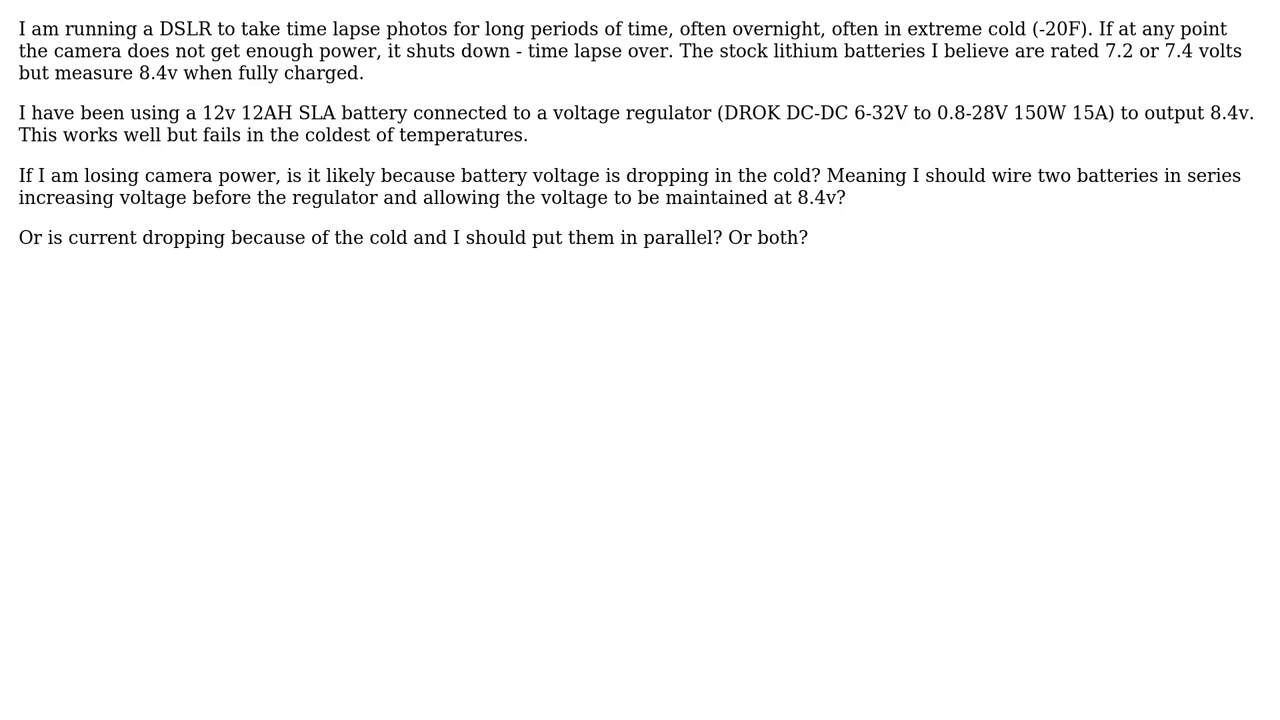 I am running a DSLR to take time lapse photos for long periods of time, often overnight, often in extreme cold (-20F). If at any point
the camera does not get enough power, it shuts down - time lapse over. The stock lithium batteries I believe are rated 7.2 or 7.4 volts
but measure 8.4v when fully charged.
I have been using a 12v 12AH SLA battery connected to a voltage regulator (DROK DC-DC 6-32V to 0.8-28V 150W 15A) to output 8.4v.
This works well but fails in the coldest of temperatures.
If I am losing camera power, is it likely because battery voltage is dropping in the cold? Meaning I should wire two batteries in series
increasing voltage before the regulator and allowing the voltage to be maintained at 8.4v?
Or is current dropping because of the cold and I should put them in parallel? Or both?